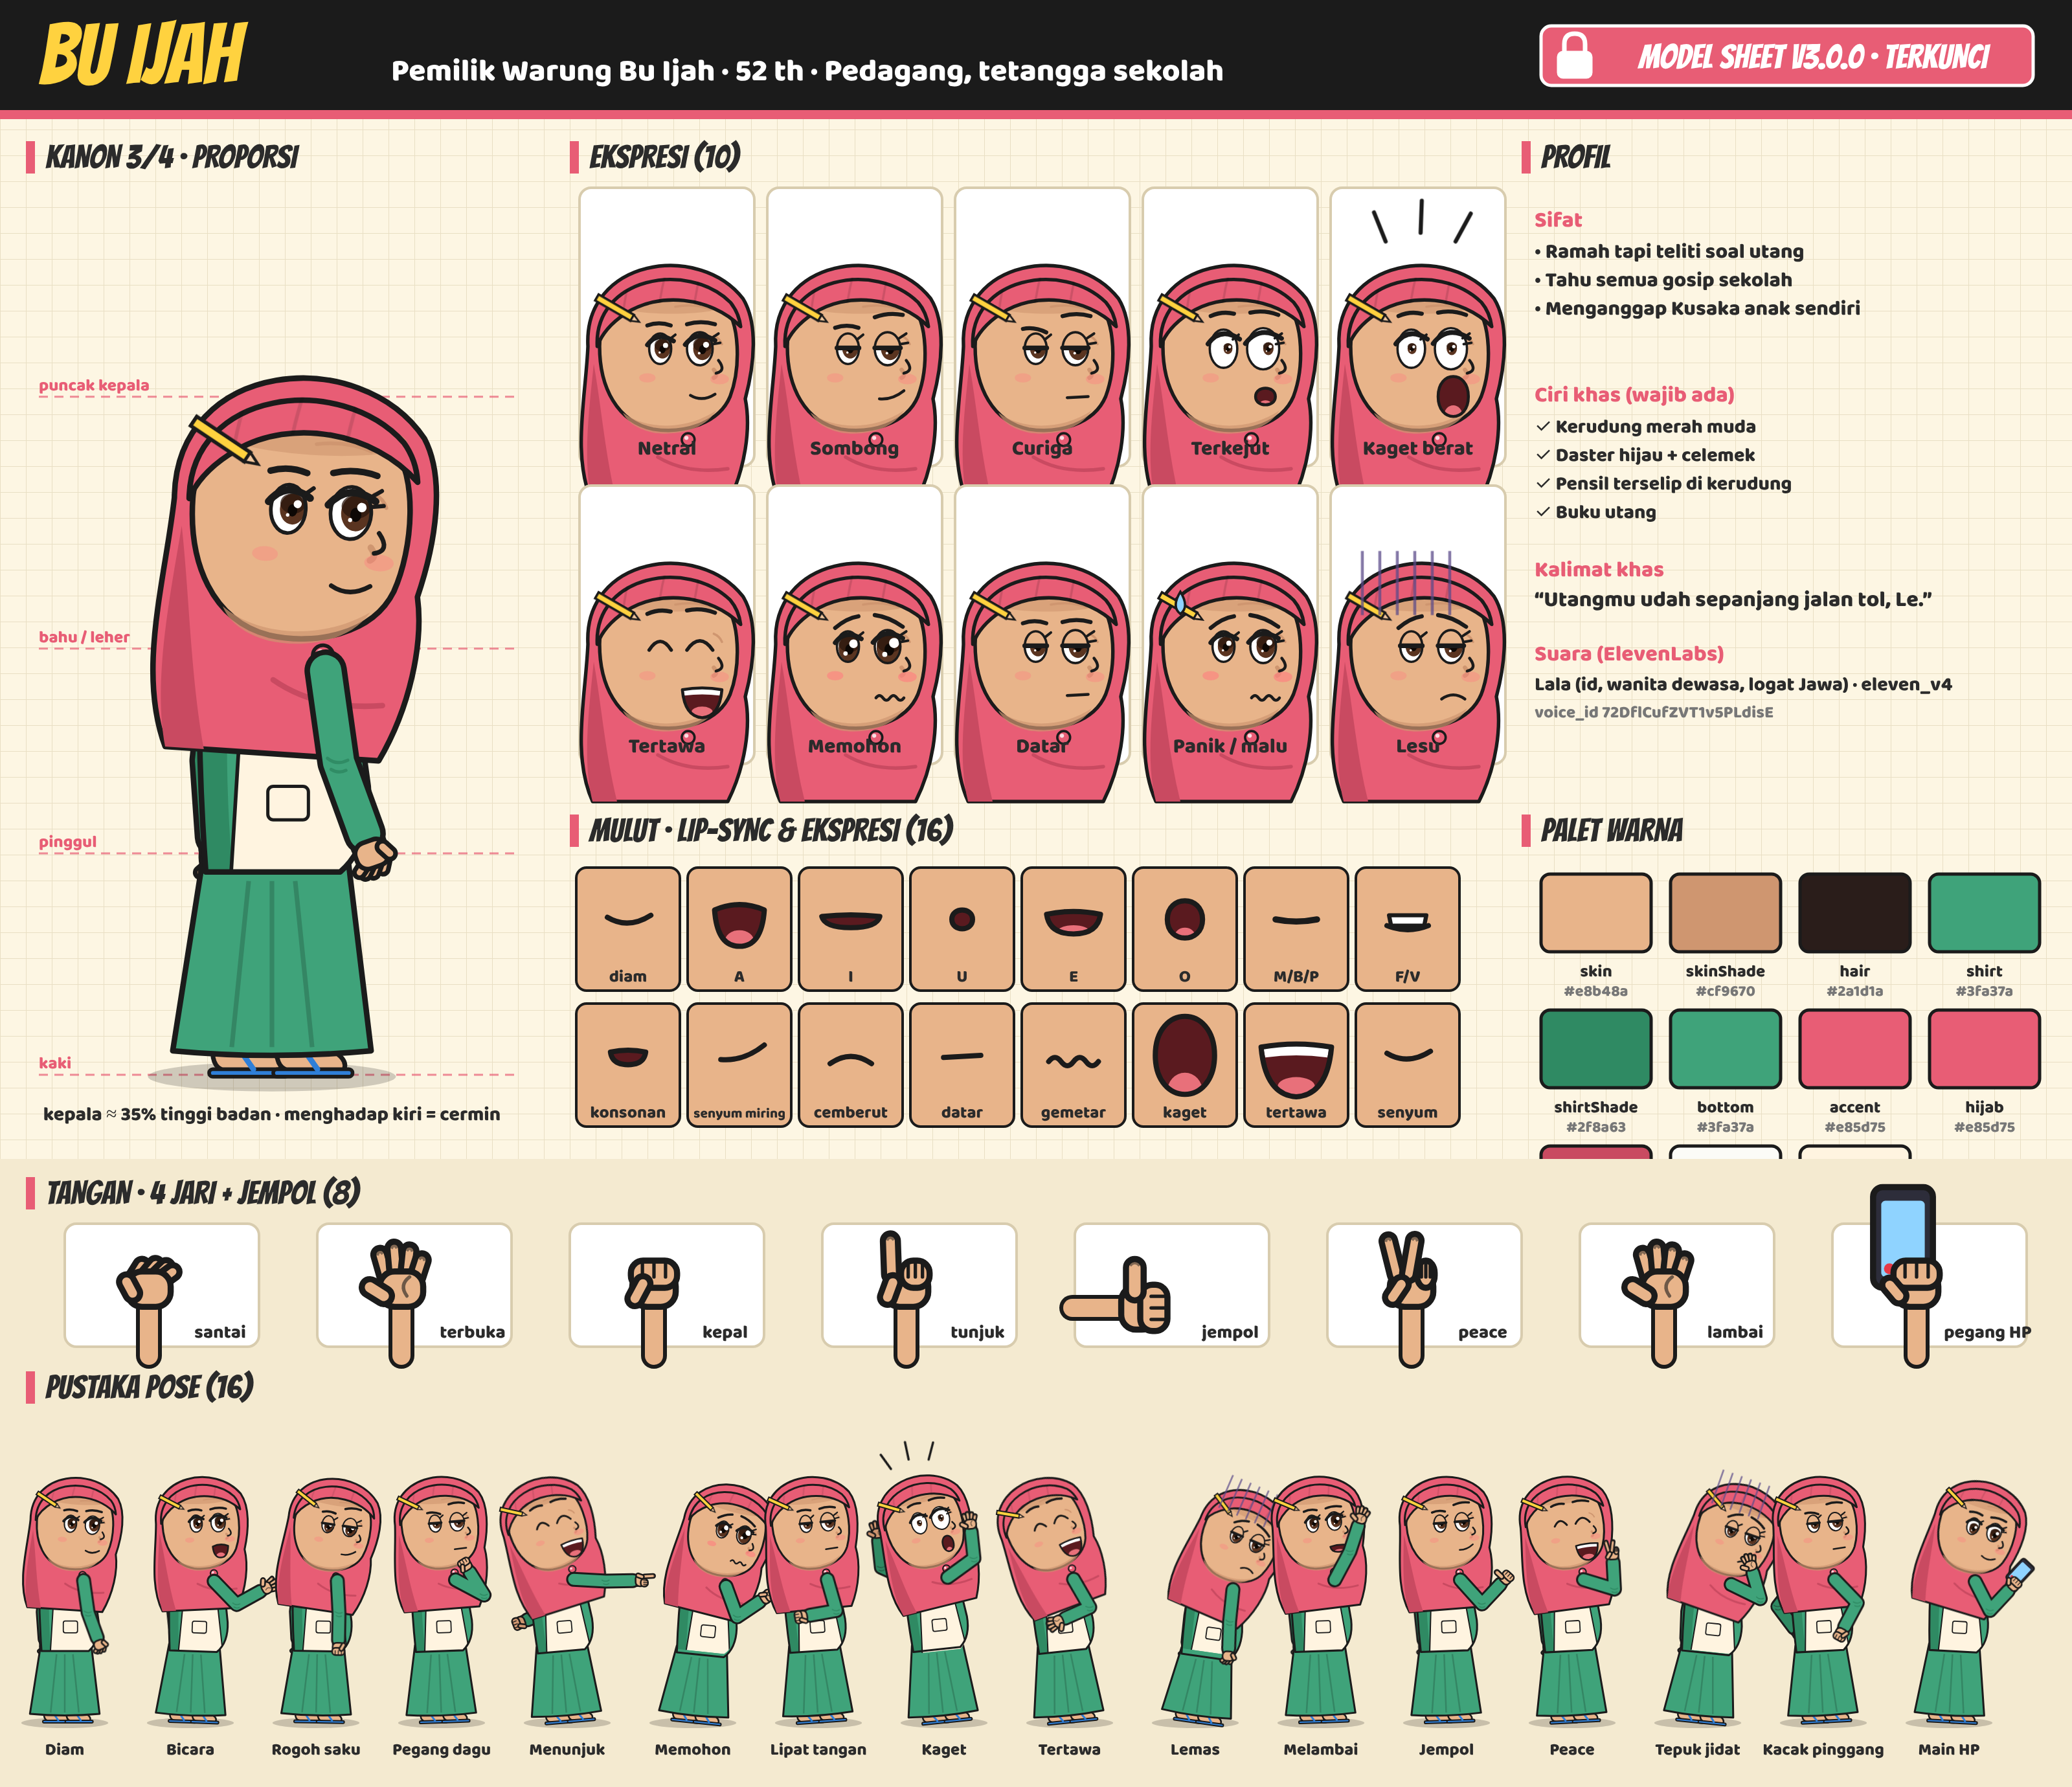 BU IJAH
Pemilik Warung Bu Ijah · 52 th · Pedagang, tetangga sekolah
MODEL SHEET V3.0.0 · TERKUNCI
KANON 3/4 · PROPORSI
puncak kepala
bahu / leher
pinggul
kaki
kepala ≈ 35% tinggi badan · menghadap kiri = cermin
EKSPRESI (10)
Netral
Sombong
Curiga
Terkejut
Kaget berat
Tertawa
Memohon
Datar
Panik / malu
Lesu
MULUT · LIP-SYNC & EKSPRESI (16)
diam
A
I
U
E
O
M/B/P
F/V
konsonan
senyum miring
cemberut
datar
gemetar
kaget
tertawa
senyum
PROFIL
Sifat
• Ramah tapi teliti soal utang
• Tahu semua gosip sekolah
• Menganggap Kusaka anak sendiri
Ciri khas (wajib ada)
✓ Kerudung merah muda
✓ Daster hijau + celemek
✓ Pensil terselip di kerudung
✓ Buku utang
Kalimat khas
“Utangmu udah sepanjang jalan tol, Le.”
Suara (ElevenLabs)
Lala (id, wanita dewasa, logat Jawa) · eleven_v4
voice_id 72DflCufZVT1v5PLdisE
PALET WARNA
skin
#e8b48a
skinShade
#cf9670
hair
#2a1d1a
shirt
#3fa37a
shirtShade
#2f8a63
bottom
#3fa37a
accent
#e85d75
hijab
#e85d75
TANGAN · 4 JARI + JEMPOL (8)
santai
terbuka
kepal
tunjuk
jempol
peace
lambai
pegang HP
PUSTAKA POSE (16)
Diam
Bicara
Rogoh saku
Pegang dagu
Menunjuk
Memohon
Lipat tangan
Kaget
Tertawa
Lemas
Melambai
Jempol
Peace
Tepuk jidat
Kacak pinggang
Main HP